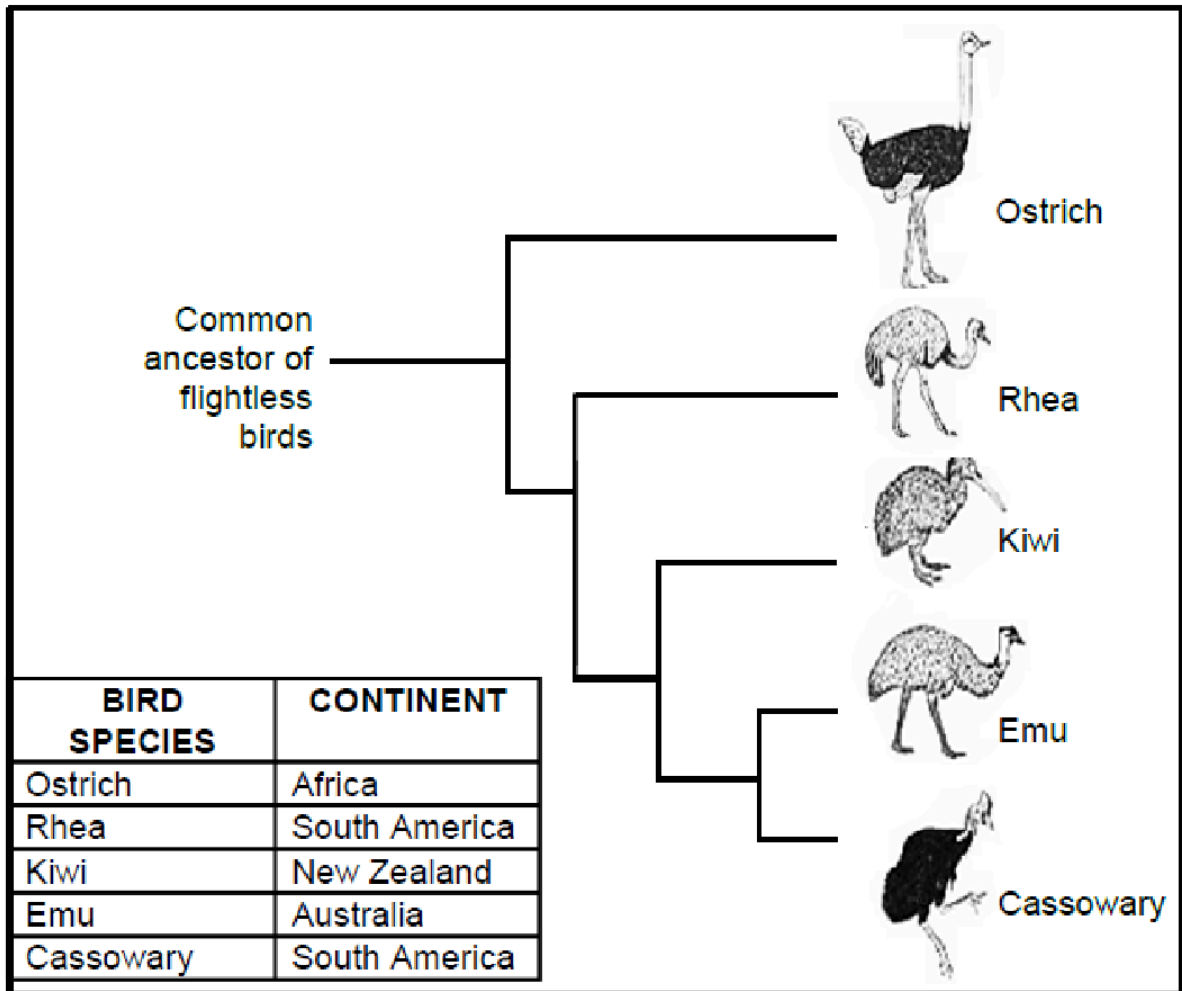 Ostrich
Common
ancestor of
flightless
birds
Rhea
Kiwi
Emu
Cassowary
BIRD SPECIES CONTINENT
Ostrich Africa
Rhea South America
Kiwi New Zealand
Emu Australia
Cassowary South America